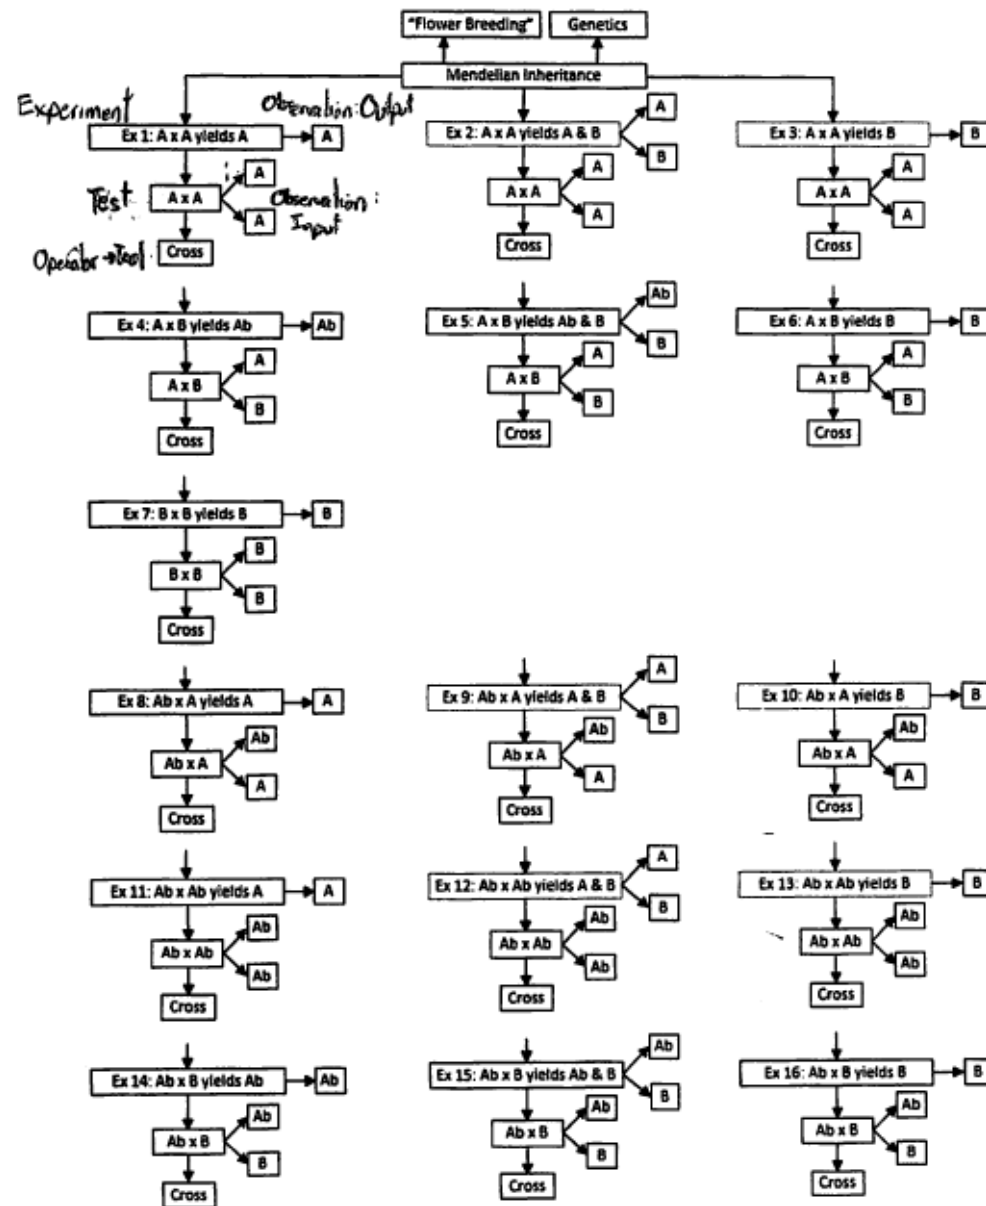 "Flower Breeding" Genetics
Mendelian Inheritance
Experiment Observation: Output
Ex 1: A x A yields A A
Ex 2: A x A yields A & B A B
Ex 3: A x A yields B B
Test A x A A A Observation: Input
A x A A A
A x A A A
Operator → Test Cross
Cross
Cross
Ex 4: A x B yields Ab Ab
Ex 5: A x B yields Ab & B Ab B
Ex 6: A x B yields B B
A x B A B
A x B A B
A x B A B
Cross
Cross
Cross
Ex 7: B x B yields B B
B x B B B
Cross
Ex 8: Ab x A yields A A
Ex 9: Ab x A yields A & B A B
Ex 10: Ab x A yields B B
Ab x A Ab A
Ab x A Ab A
Ab x A Ab A
Cross
Cross
Cross
Ex 11: Ab x Ab yields A A
Ex 12: Ab x Ab yields A & B A B
Ex 13: Ab x Ab yields B B
Ab x Ab Ab Ab
Ab x Ab Ab Ab
Ab x Ab Ab Ab
Cross
Cross
Cross
Ex 14: Ab x B yields Ab Ab
Ex 15: Ab x B yields Ab & B Ab B
Ex 16: Ab x B yields B B
Ab x B Ab B
Ab x B Ab B
Ab x B Ab B
Cross
Cross
Cross